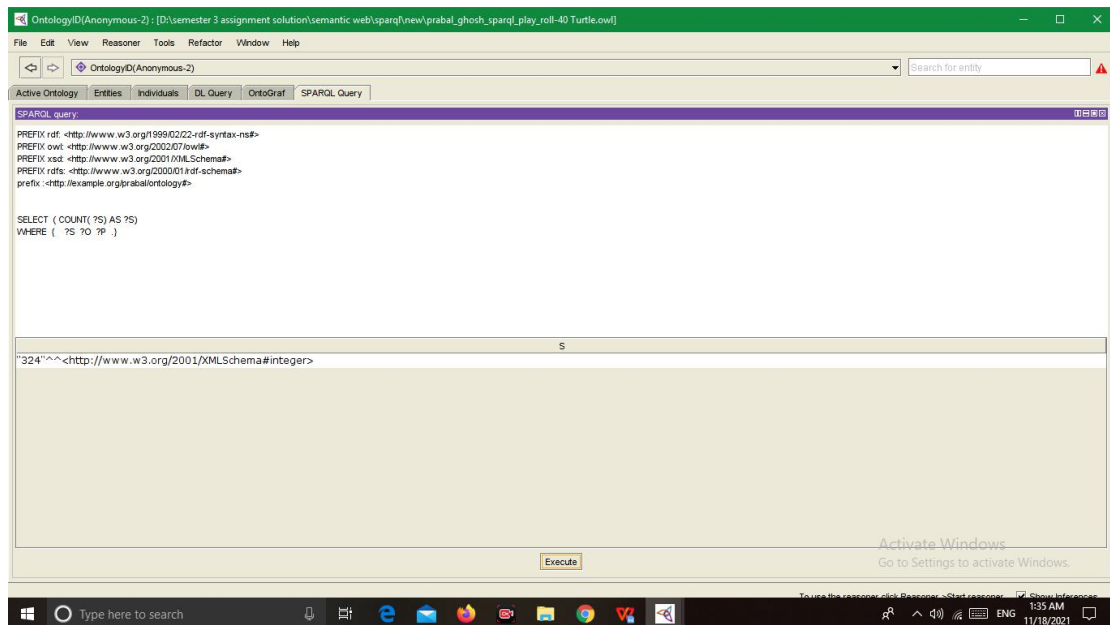 OntologyID(Anonymous-2) : [D:\semester 3 assignment solution\semantic web\sparql\new\prabal_ghosh_sparql_play_roll-40 Turtle.owl]
File Edit View Reasoner Tools Refactor Window Help
OntologyID(Anonymous-2) Search for entity
Active Ontology Entities Individuals DL Query OntoGraf SPARQL Query
SPARQL query:
PREFIX rdf: <http://www.w3.org/1999/02/22-rdf-syntax-ns#>
PREFIX owl: <http://www.w3.org/2002/07/owl#>
PREFIX xsd: <http://www.w3.org/2001/XMLSchema#>
PREFIX rdfs: <http://www.w3.org/2000/01/rdf-schema#>
prefix :<http://example.org/prabal/ontology#>
SELECT ( COUNT( ?S) AS ?S)
WHERE { ?S ?O ?P .}
S
"324"^^<http://www.w3.org/2001/XMLSchema#integer>
Execute
Activate Windows
Go to Settings to activate Windows.
To use the reasoner click Reasoner->Start reasoner Show Inferences
Type here to search
ENG
1:35 AM
11/18/2021